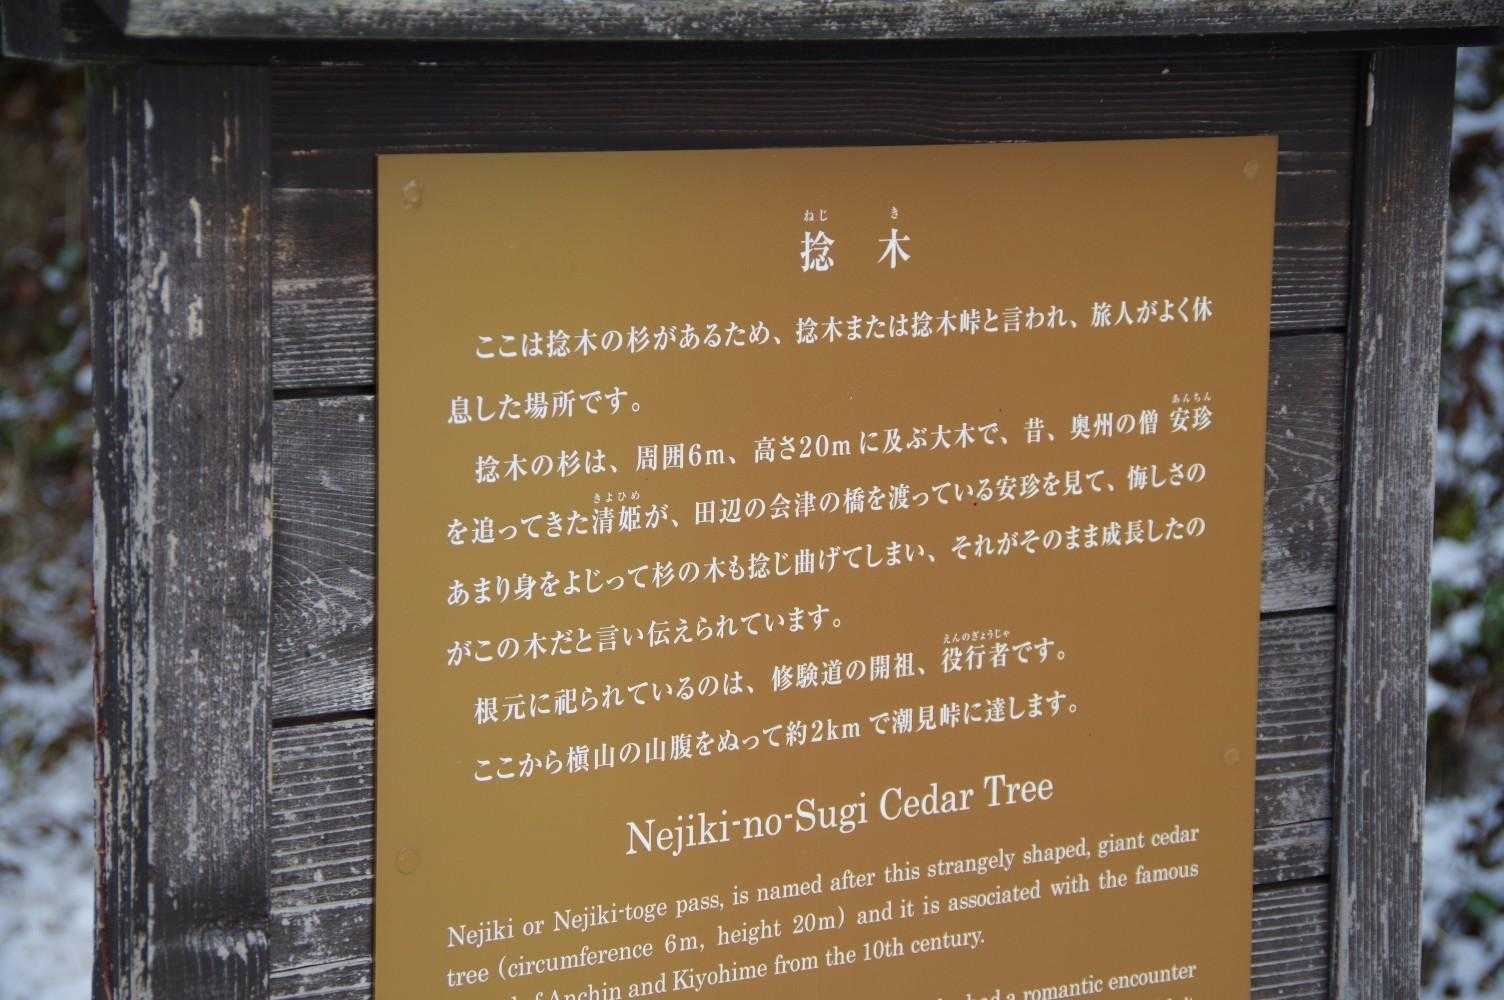 ねじ き
捻 木
ここは捻木の杉があるため、捻木または捻木峠と言われ、旅人がよく休
息した場所です。
あんちん
捻木の杉は、周囲6m、高さ20mに及ぶ大木で、昔、奥州の僧 安珍
きよひめ
を追ってきた清姫が、田辺の会津の橋を渡っている安珍を見て、悔しさの
あまり身をよじって杉の木も捻じ曲げてしまい、それがそのまま成長したの
がこの木だと言い伝えられています。
えんのぎょうじゃ
根元に祀られているのは、修験道の開祖、役行者です。
ここから槇山の山腹をぬって約2kmで潮見峠に達します。
Nejiki-no-Sugi Cedar Tree
Nejiki or Nejiki-toge pass, is named after this strangely shaped, giant cedar
tree (circumference 6m, height 20m) and it is associated with the famous
of Anchin and Kiyohime from the 10th century.
had a romantic encounter